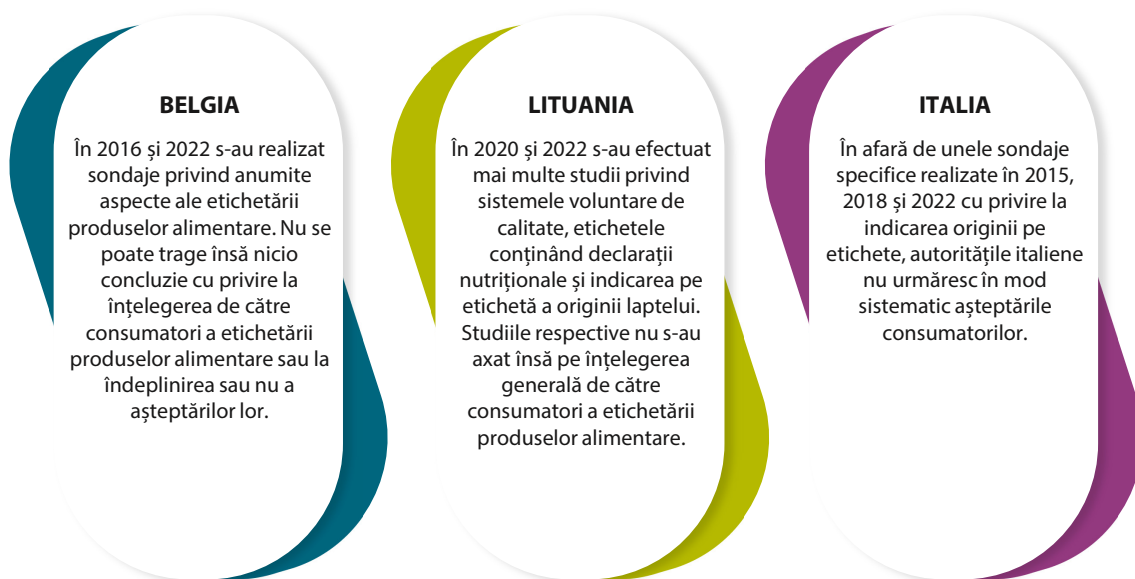 BELGIA
În 2016 și 2022 s-au realizat
sondaje privind anumite
aspecte ale etichetării
produselor alimentare. Nu se
poate trage însă nicio
concluzie cu privire la
înțelegerea de către
consumatori a etichetării
produselor alimentare sau la
îndeplinirea sau nu a
așteptărilor lor.
LITUANIA
În 2020 și 2022 s-au efectuat
mai multe studii privind
sistemele voluntare de
calitate, etichetele
conținând declarații
nutriționale și indicarea pe
etichetă a originii laptelui.
Studiile respective nu s-au
axat însă pe înțelegerea
generală de către
consumatori a etichetării
produselor alimentare.
ITALIA
În afară de unele sondaje
specifice realizate în 2015,
2018 și 2022 cu privire la
indicarea originii pe
etichete, autoritățile italiene
nu urmăresc în mod
sistematic așteptările
consumatorilor.